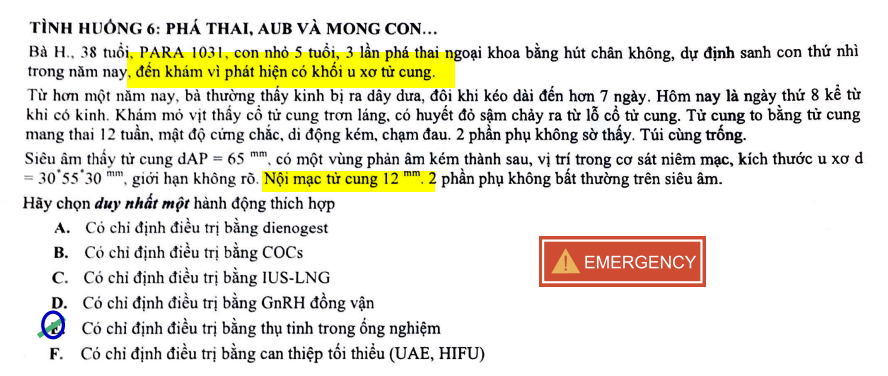 TÌNH HUỐNG 6: PHÁ THAI, AUB VÀ MONG CON…
Bà H., 38 tuổi, PARA 1031, con nhỏ 5 tuổi, 3 lần phá thai ngoại khoa bằng hút chân không, dự định sanh con thứ nhì
trong năm nay, đến khám vì phát hiện có khối u xơ tử cung.
Từ hơn một năm nay, bà thường thấy kinh bị ra dây dưa, đôi khi kéo dài đến hơn 7 ngày. Hôm nay là ngày thứ 8 kể từ
khi có kinh. Khám mỏ vịt thấy cổ tử cung trơn láng, có huyết đỏ sậm chảy ra từ lỗ cổ tử cung. Tử cung to bằng tử cung
mang thai 12 tuần, mật độ cứng chắc, di động kém, chạm đau. 2 phần phụ không sờ thấy. Túi cùng trống.
Siêu âm thấy tử cung dAP = 65 mm, có một vùng phản âm kém thành sau, vị trí trong cơ sát niêm mạc, kích thước u xơ d
= 30*55*30 mm, giới hạn không rõ. Nội mạc tử cung 12 mm. 2 phần phụ không bất thường trên siêu âm.
Hãy chọn duy nhất một hành động thích hợp
A. Có chỉ định điều trị bằng dienogest
B. Có chỉ định điều trị bằng COCs
C. Có chỉ định điều trị bằng IUS-LNG
D. Có chỉ định điều trị bằng GnRH đồng vận
E. Có chỉ định điều trị bằng thụ tinh trong ống nghiệm
F. Có chỉ định điều trị bằng can thiệp tối thiểu (UAE, HIFU)
EMERGENCY